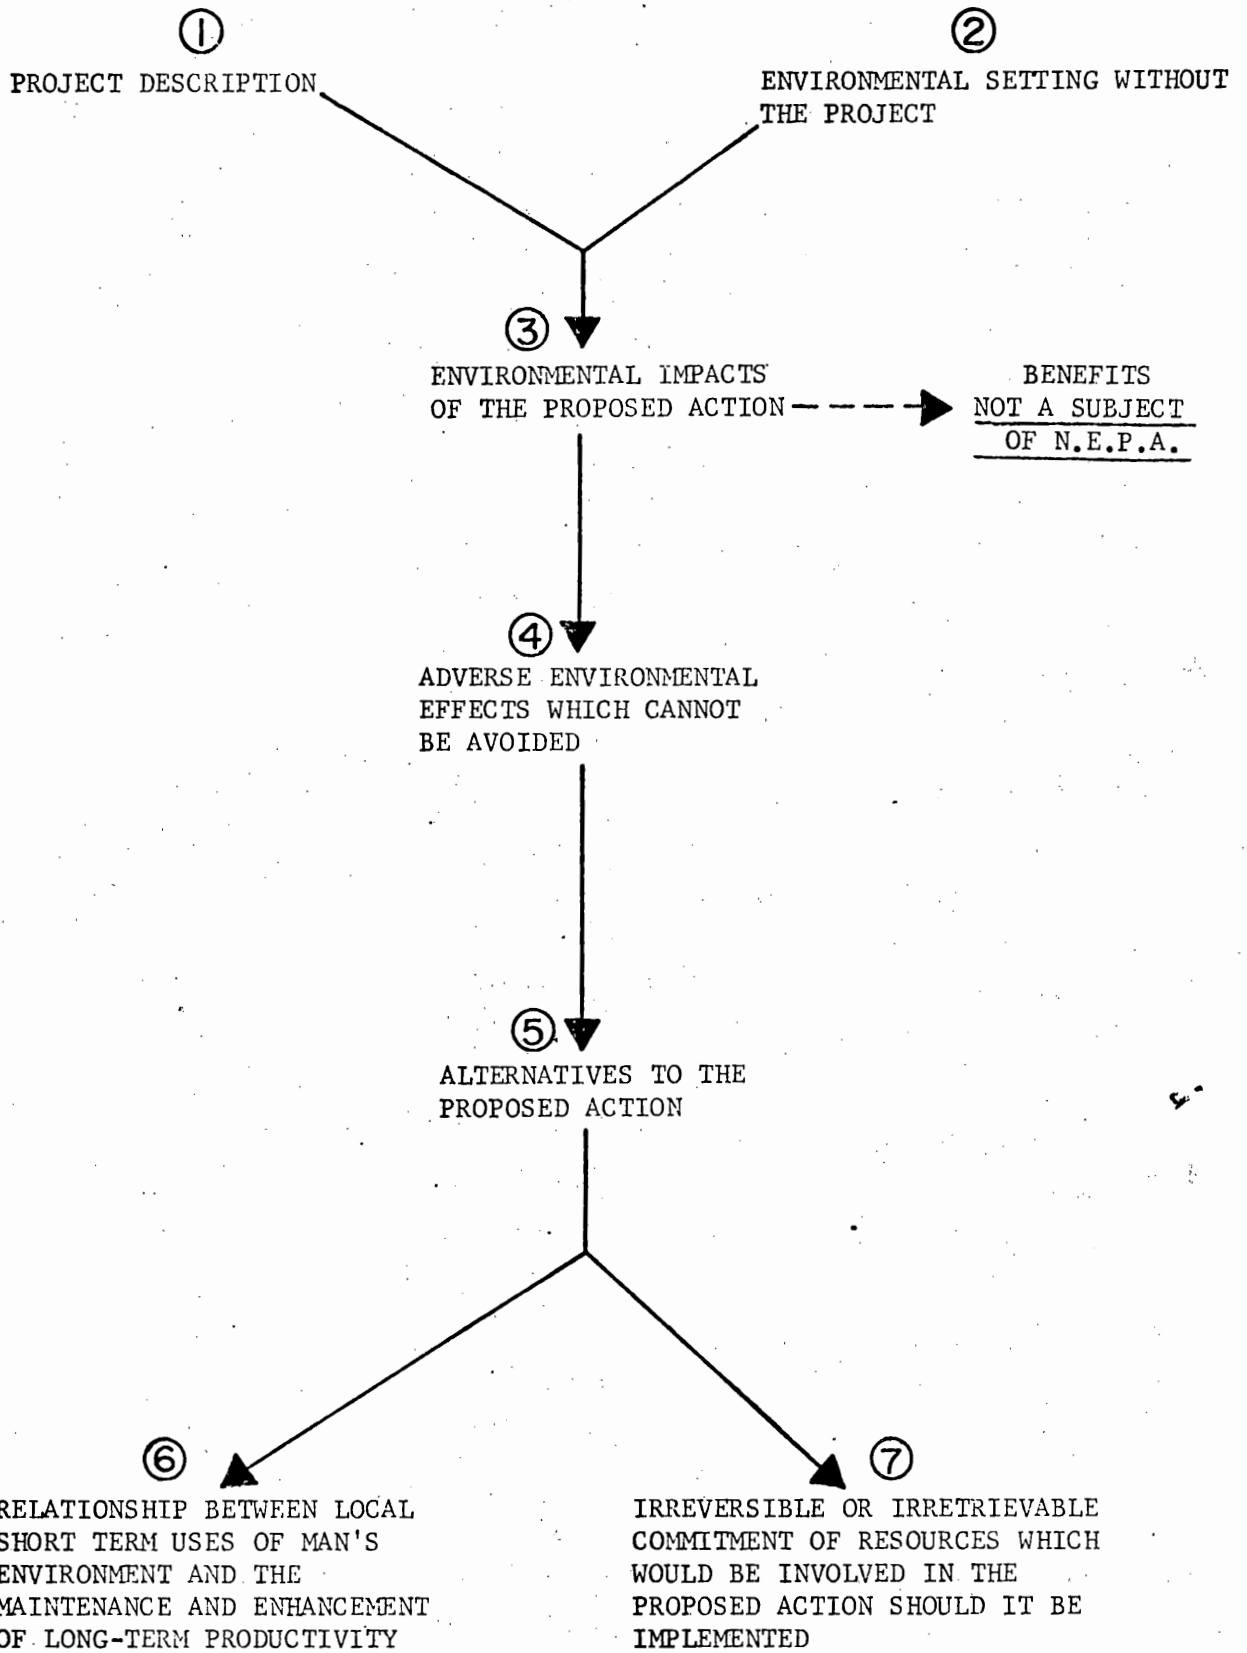 ①
PROJECT DESCRIPTION
②
ENVIRONMENTAL SETTING WITHOUT
THE PROJECT
③
ENVIRONMENTAL IMPACTS
OF THE PROPOSED ACTION
BENEFITS
NOT A SUBJECT
OF N.E.P.A.
④
ADVERSE ENVIRONMENTAL
EFFECTS WHICH CANNOT
BE AVOIDED
⑤
ALTERNATIVES TO THE
PROPOSED ACTION
⑥
RELATIONSHIP BETWEEN LOCAL
SHORT TERM USES OF MAN'S
ENVIRONMENT AND THE
MAINTENANCE AND ENHANCEMENT
OF LONG-TERM PRODUCTIVITY
⑦
IRREVERSIBLE OR IRRETRIEVABLE
COMMITMENT OF RESOURCES WHICH
WOULD BE INVOLVED IN THE
PROPOSED ACTION SHOULD IT BE
IMPLEMENTED